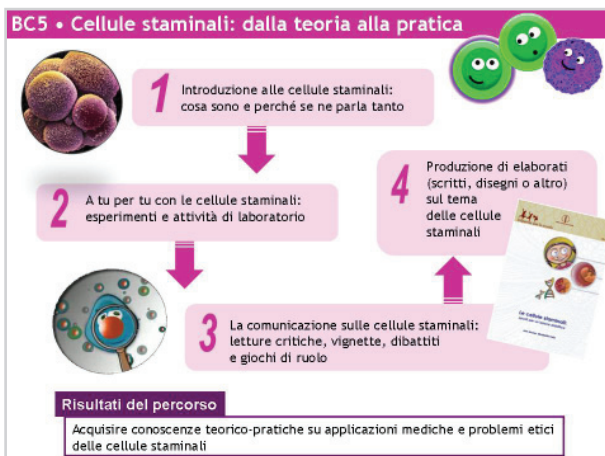 BC5 • Cellule staminali: dalla teoria alla pratica
1
Introduzione alle cellule staminali:
cosa sono e perché se ne parla tanto
2
A tu per tu con le cellule staminali:
esperimenti e attività di laboratorio
3
La comunicazione sulle cellule staminali:
letture critiche, vignette, dibattiti
e giochi di ruolo
4
Produzione di elaborati
(scritti, disegni o altro)
sul tema
delle cellule
staminali
Le cellule staminali
Risultati del percorso
Acquisire conoscenze teorico-pratiche su applicazioni mediche e problemi etici
delle cellule staminali